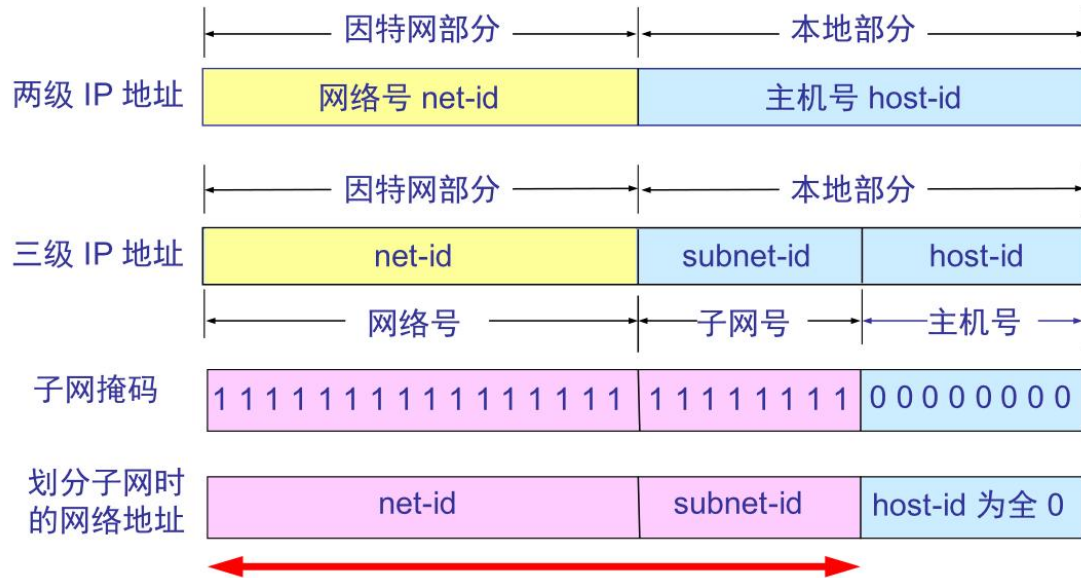 因特网部分 本地部分
两级 IP 地址 网络号 net-id 主机号 host-id
因特网部分 本地部分
三级 IP 地址 net-id subnet-id host-id
网络号 子网号 主机号
子网掩码 1 1 1 1 1 1 1 1 1 1 1 1 1 1 1 1 1 1 1 1 1 1 1 1 0 0 0 0 0 0 0 0
划分子网时
的网络地址 net-id subnet-id host-id 为全 0